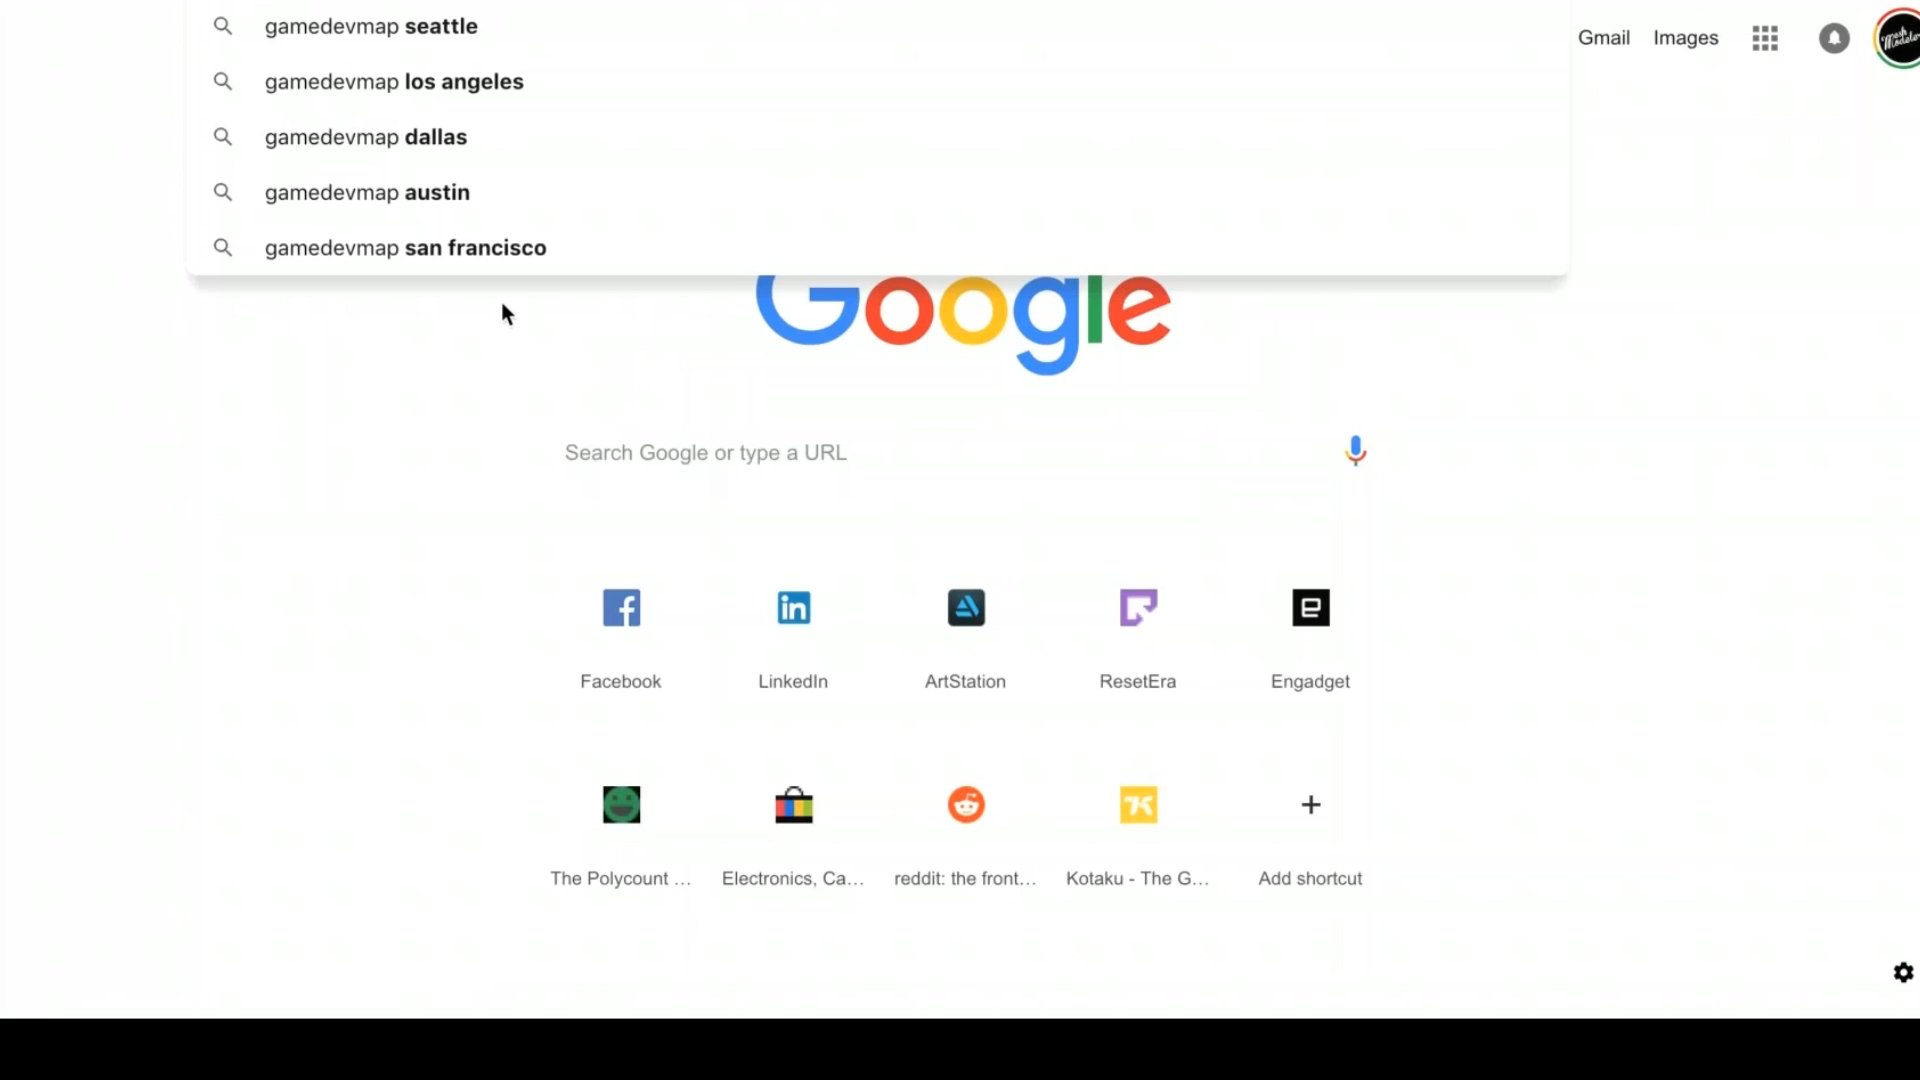 gamedevmap seattle
Gmail Images
gamedevmap los angeles
gamedevmap dallas
gamedevmap austin
gamedevmap san francisco
Google
Search Google or type a URL
Facebook LinkedIn ArtStation ResetEra Engadget
The Polycount ... Electronics, Ca... reddit: the front... Kotaku - The G... Add shortcut